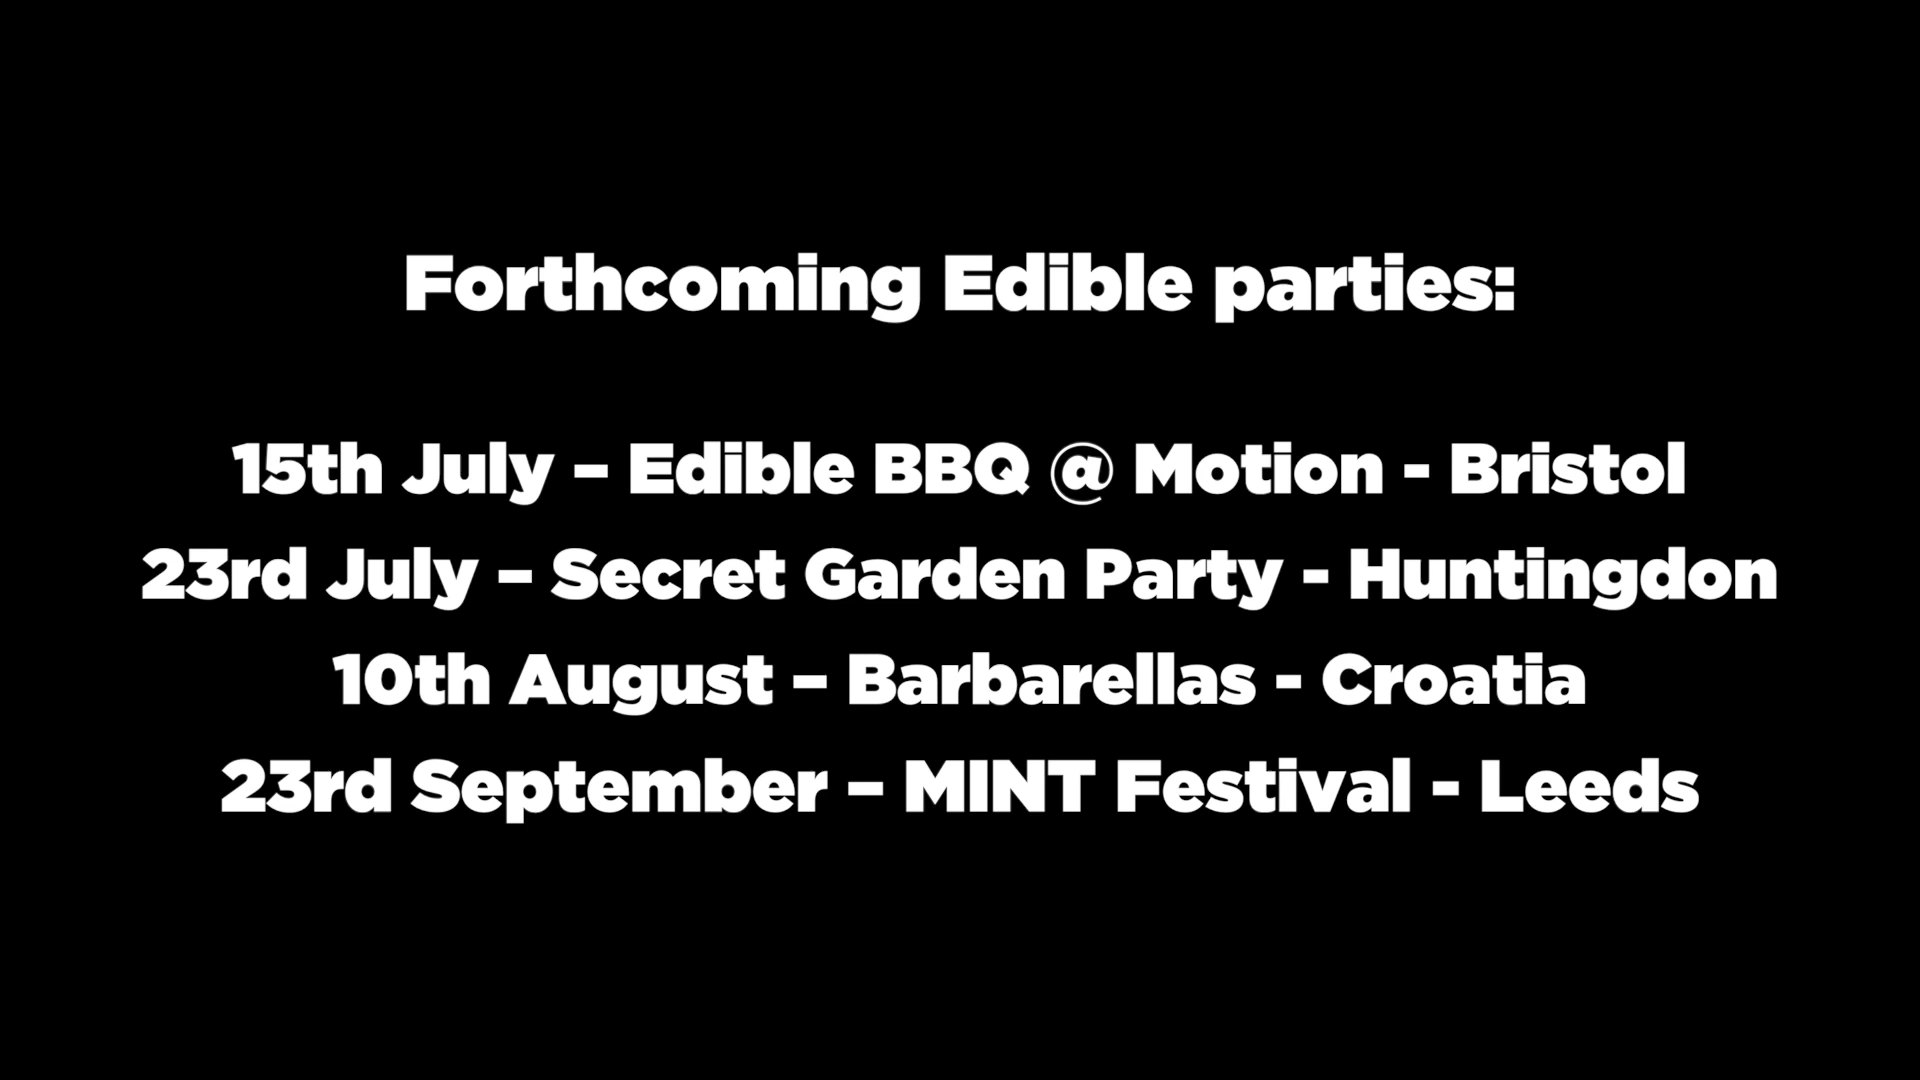 Forthcoming Edible parties:
15th July – Edible BBQ @ Motion - Bristol
23rd July – Secret Garden Party - Huntingdon
10th August – Barbarellas - Croatia
23rd September – MINT Festival - Leeds